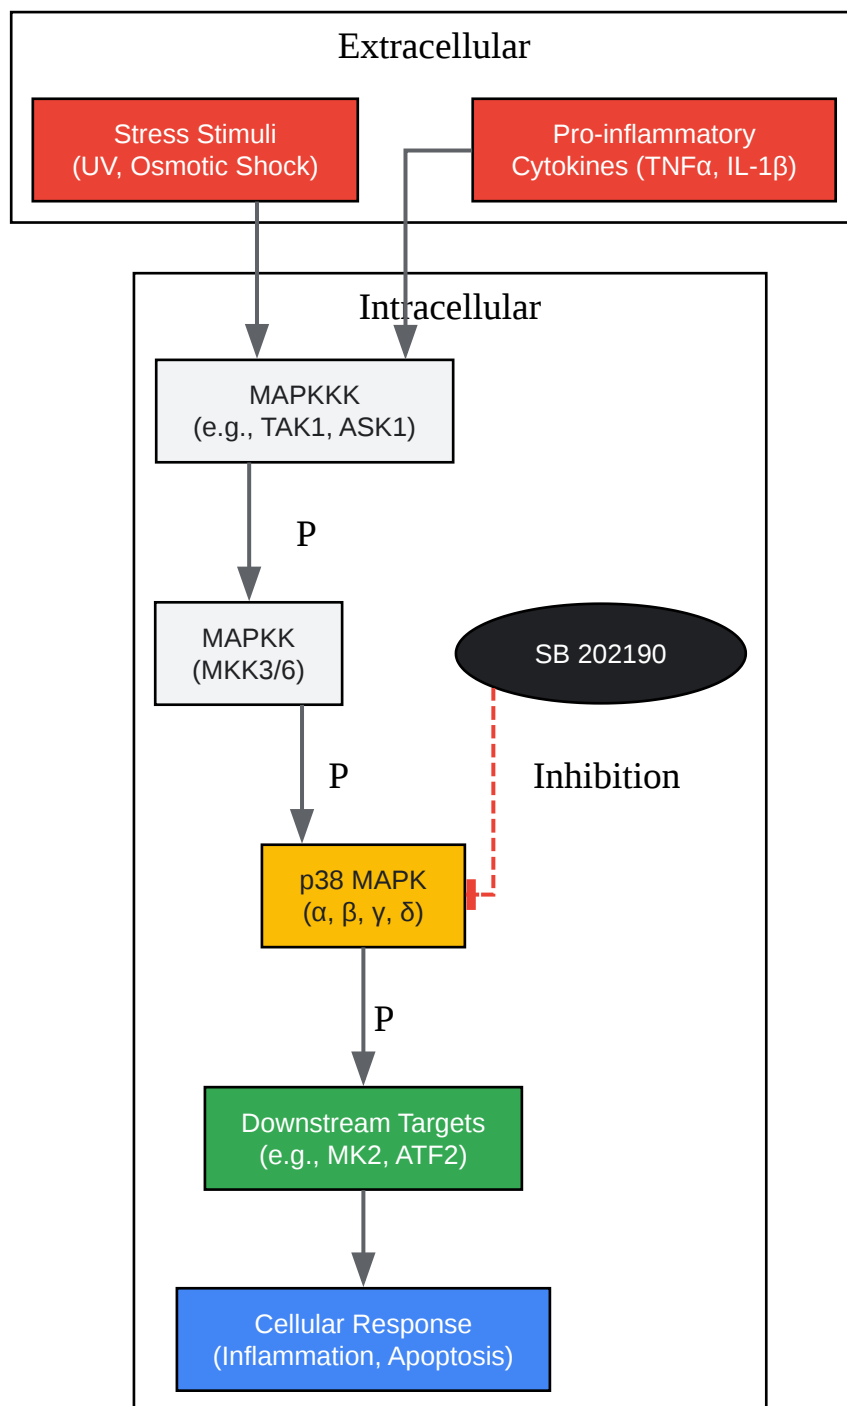 Extracellular
Stress Stimuli
(UV, Osmotic Shock)
Pro-inflammatory
Cytokines (TNFα, IL-1β)
Intracellular
MAPKKK
(e.g., TAK1, ASK1)
P
MAPKK
(MKK3/6)
SB 202190
P
Inhibition
p38 MAPK
(α, β, γ, δ)
P
Downstream Targets
(e.g., MK2, ATF2)
Cellular Response
(Inflammation, Apoptosis)